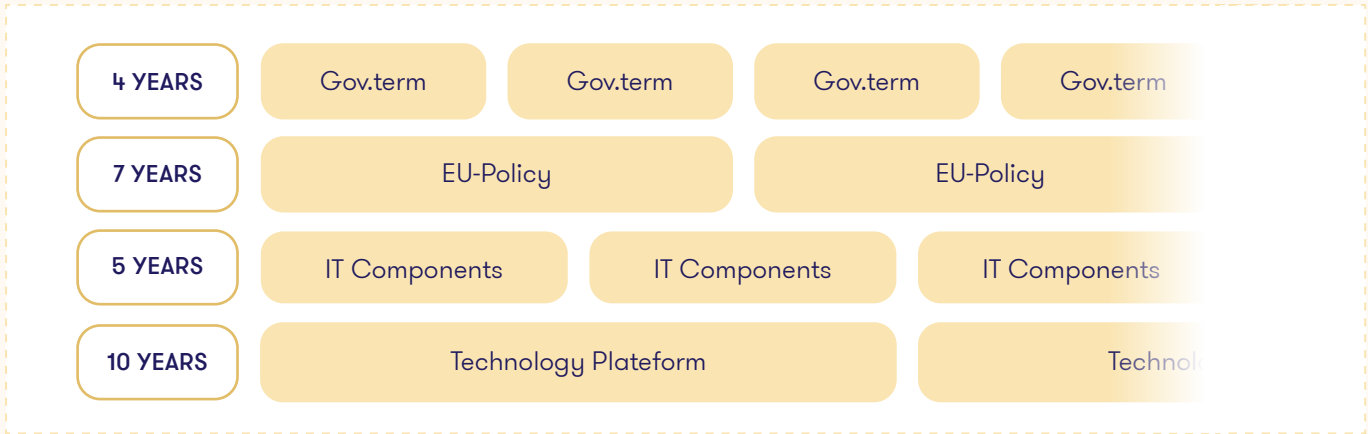 4 YEARS Gov.term Gov.term Gov.term Gov.term
7 YEARS EU-Policy EU-Policy
5 YEARS IT Components IT Components IT Components
10 YEARS Technology Plateform Technolo